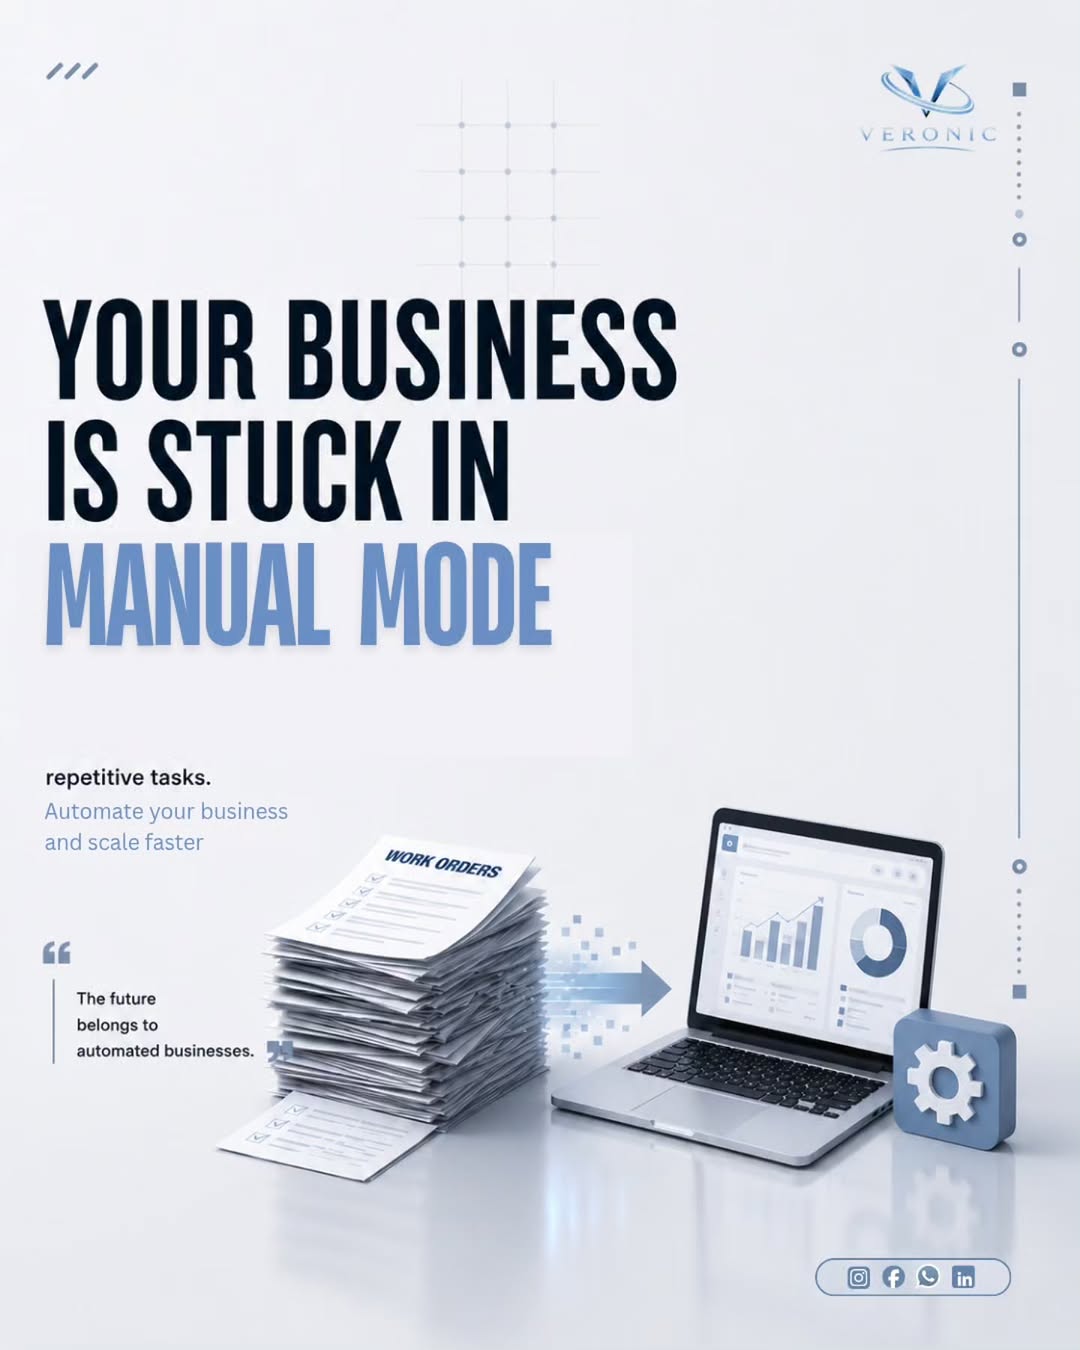 VERONIC
YOUR BUSINESS
IS STUCK IN
MANUAL MODE
repetitive tasks.
Automate your business
and scale faster
WORK ORDERS
“
The future
belongs to
automated businesses. ”
in